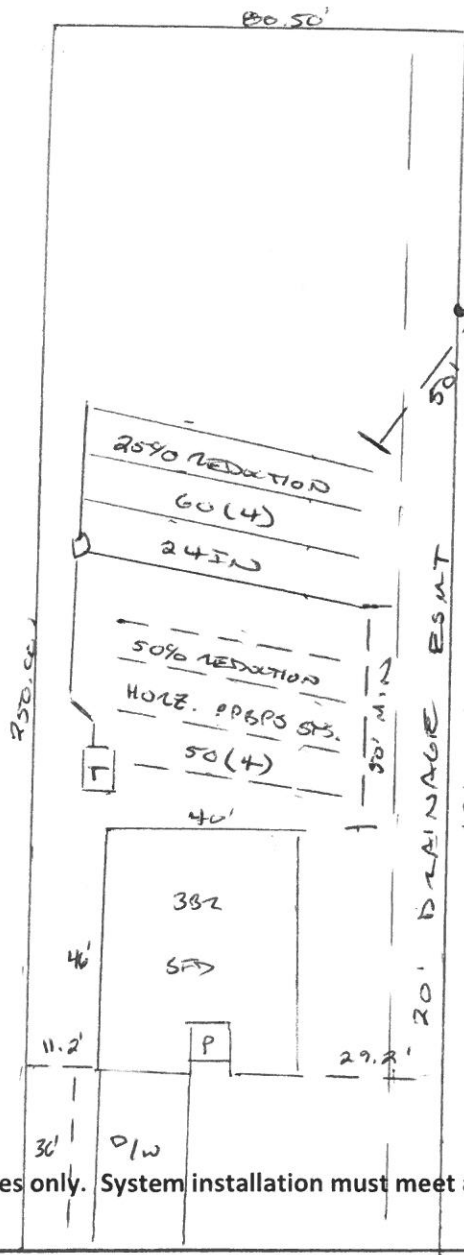 80.50'
50'
25% REDUCTION
60(4)
24IN
50% REDUCTION
HORZ. PPBPS SYS.
50(4)
T
250.00'
20' DRAINAGE ESMT
40'
3BR
SFD
46'
P
11.2'
29.2'
D/W
es only. System installation must meet a